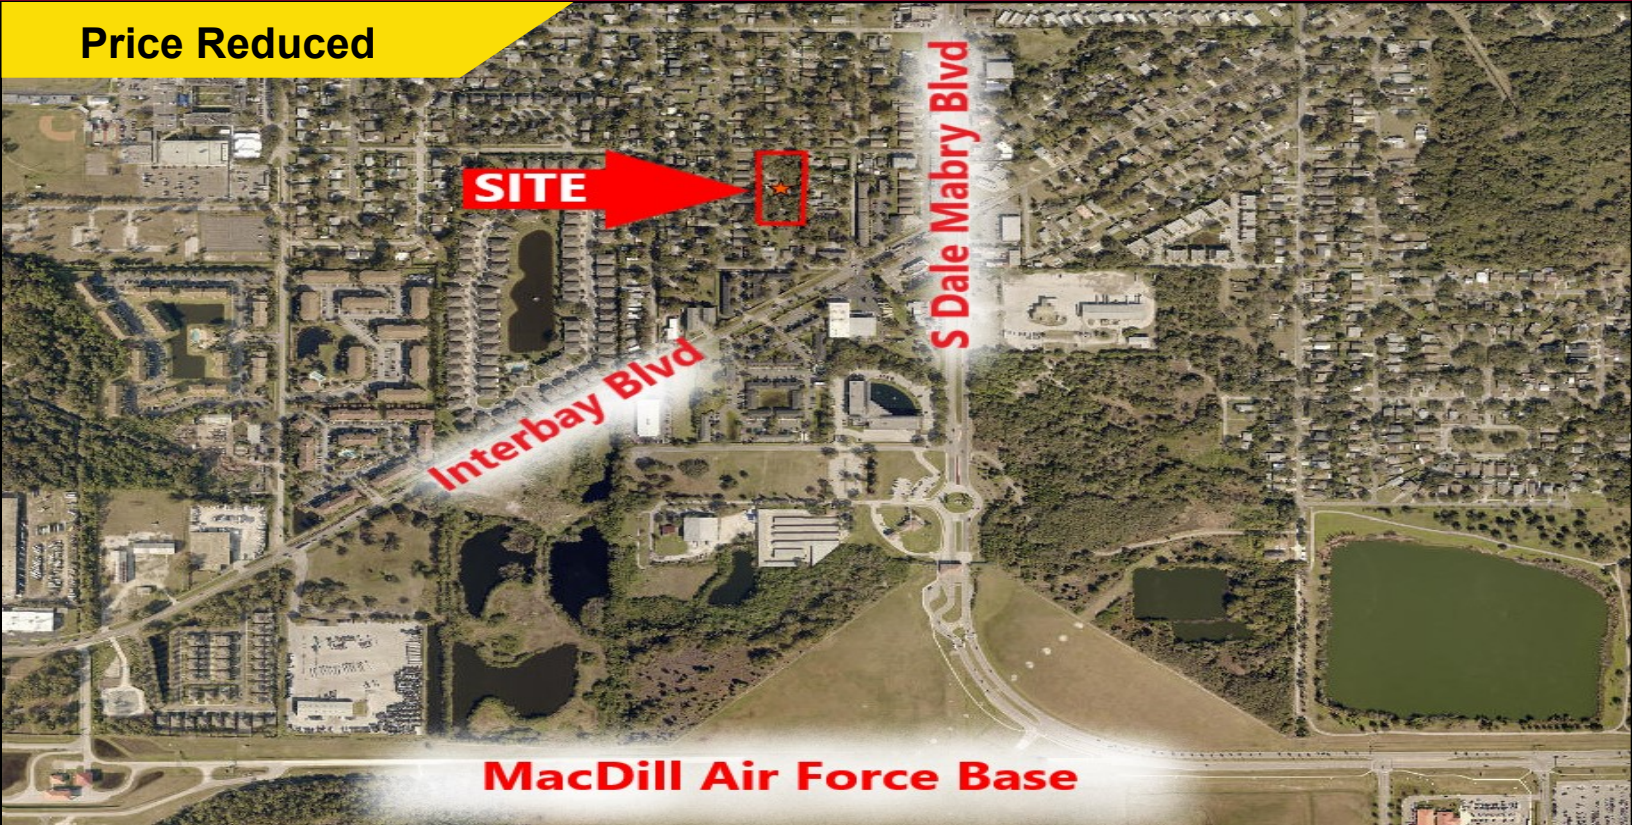 Price Reduced
SITE
S Dale Mabry Blvd
Interbay Blvd
MacDill Air Force Base